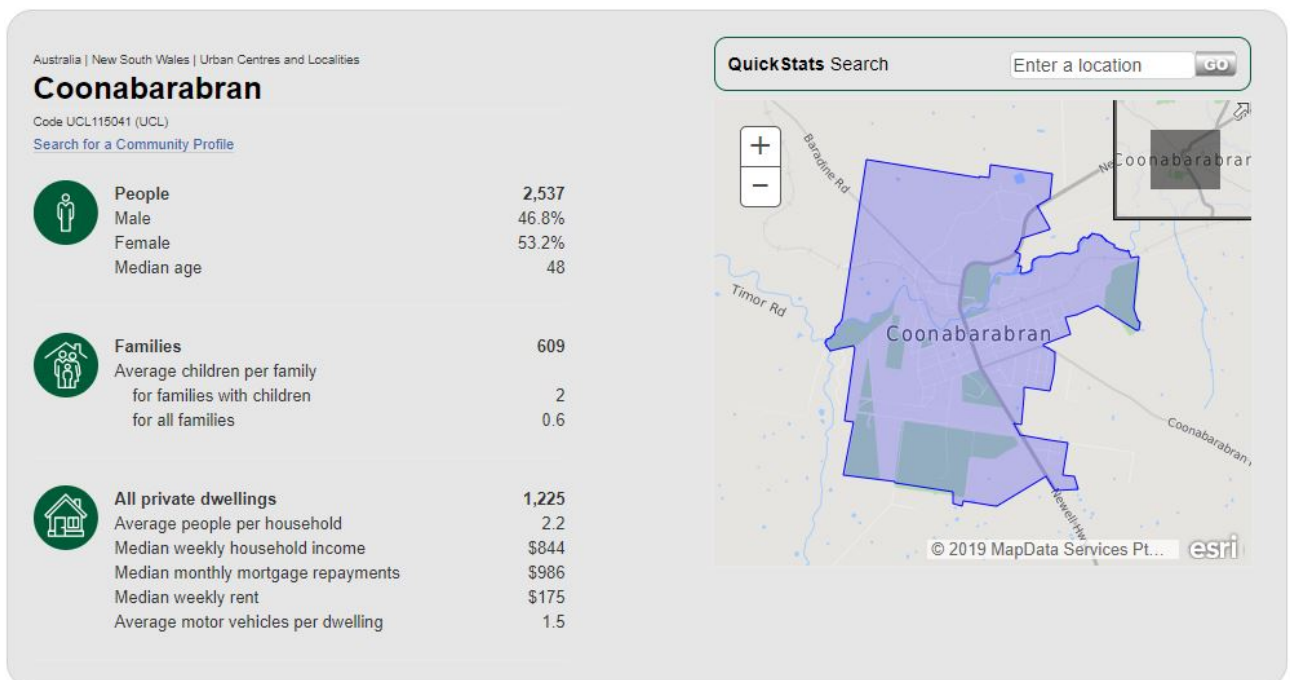 Australia | New South Wales | Urban Centres and Localities
Coonabarabran
Code UCL115041 (UCL)
Search for a Community Profile
People 2,537
Male 46.8%
Female 53.2%
Median age 48
Families 609
Average children per family
for families with children 2
for all families 0.6
All private dwellings 1,225
Average people per household 2.2
Median weekly household income $844
Median monthly mortgage repayments $986
Median weekly rent $175
Average motor vehicles per dwelling 1.5
QuickStats Search Enter a location GO
+
−
Baradine Rd
Ne
Coonabarabran
Timor Rd
Coonabarabran
Coonabarabran
Newell Hw
© 2019 MapData Services Pt... esri